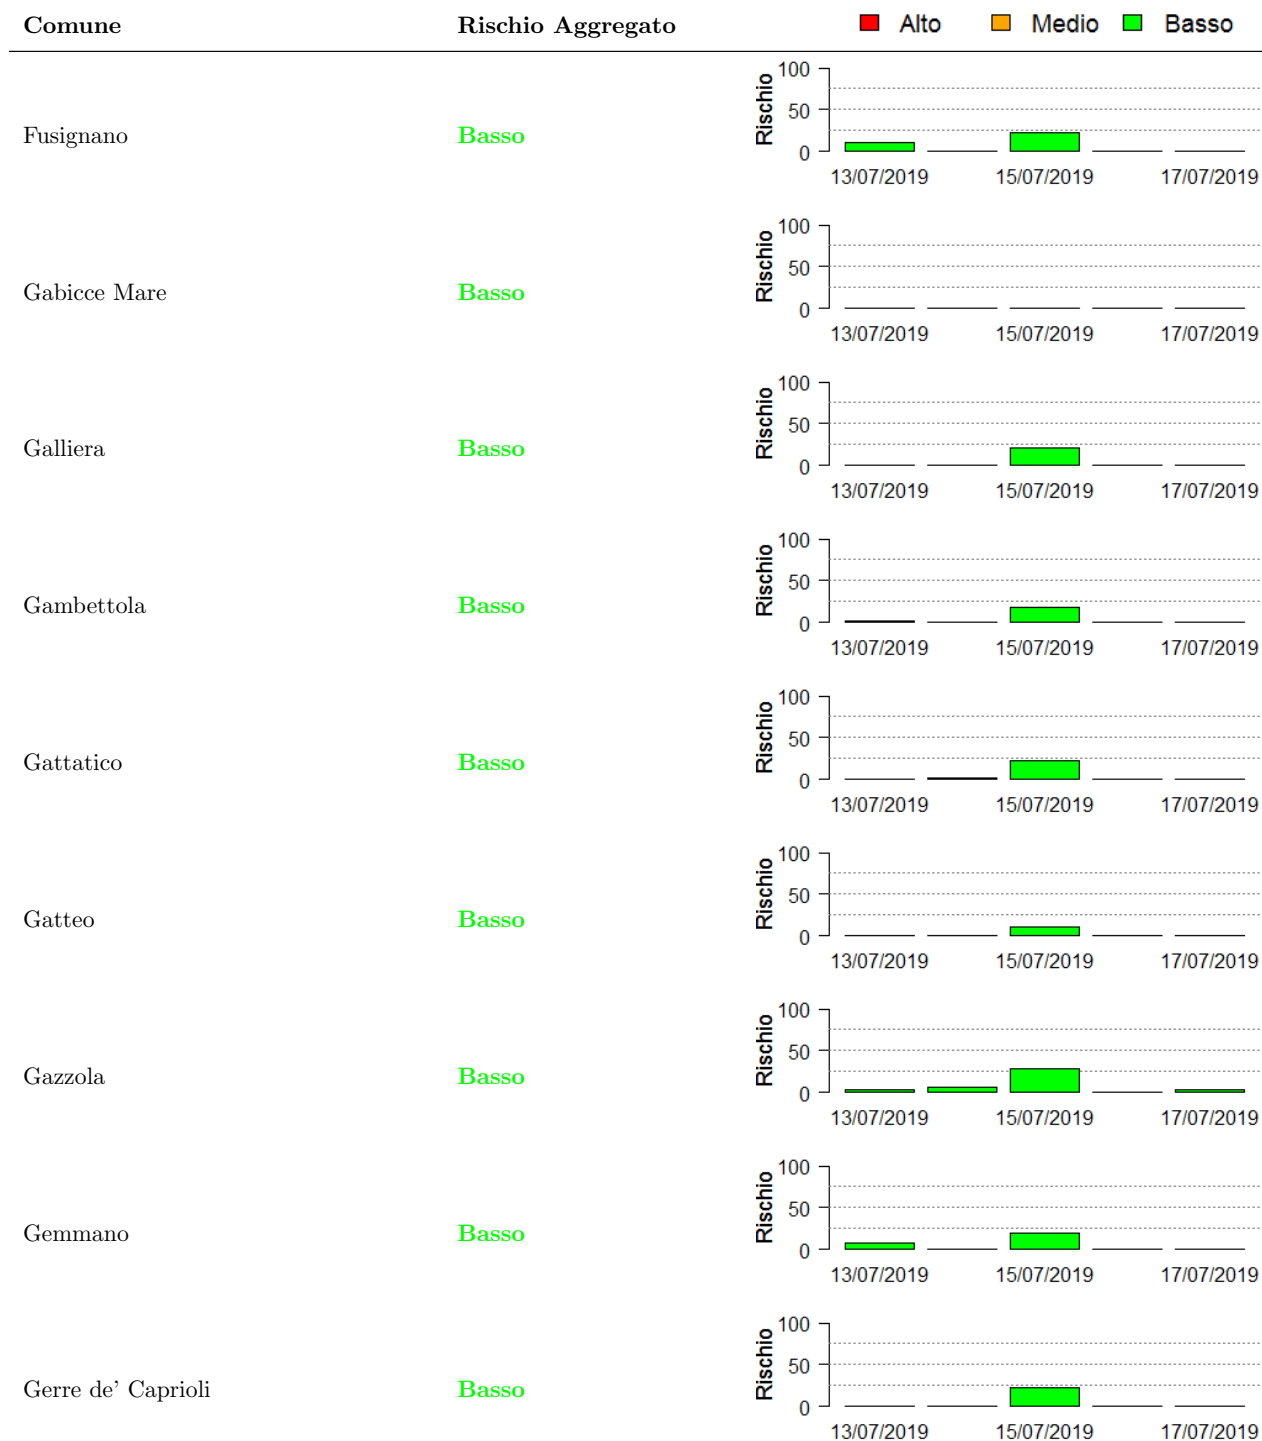 Comune Rischio Aggregato Alto Medio Basso
Fusignano Basso Rischio 100 50 0
13/07/2019 15/07/2019 17/07/2019
Gabicce Mare Basso Rischio 100 50 0
13/07/2019 15/07/2019 17/07/2019
Galliera Basso Rischio 100 50 0
13/07/2019 15/07/2019 17/07/2019
Gambettola Basso Rischio 100 50 0
13/07/2019 15/07/2019 17/07/2019
Gattatico Basso Rischio 100 50 0
13/07/2019 15/07/2019 17/07/2019
Gatteo Basso Rischio 100 50 0
13/07/2019 15/07/2019 17/07/2019
Gazzola Basso Rischio 100 50 0
13/07/2019 15/07/2019 17/07/2019
Gemmano Basso Rischio 100 50 0
13/07/2019 15/07/2019 17/07/2019
Gerre de' Caprioli Basso Rischio 100 50 0
13/07/2019 15/07/2019 17/07/2019